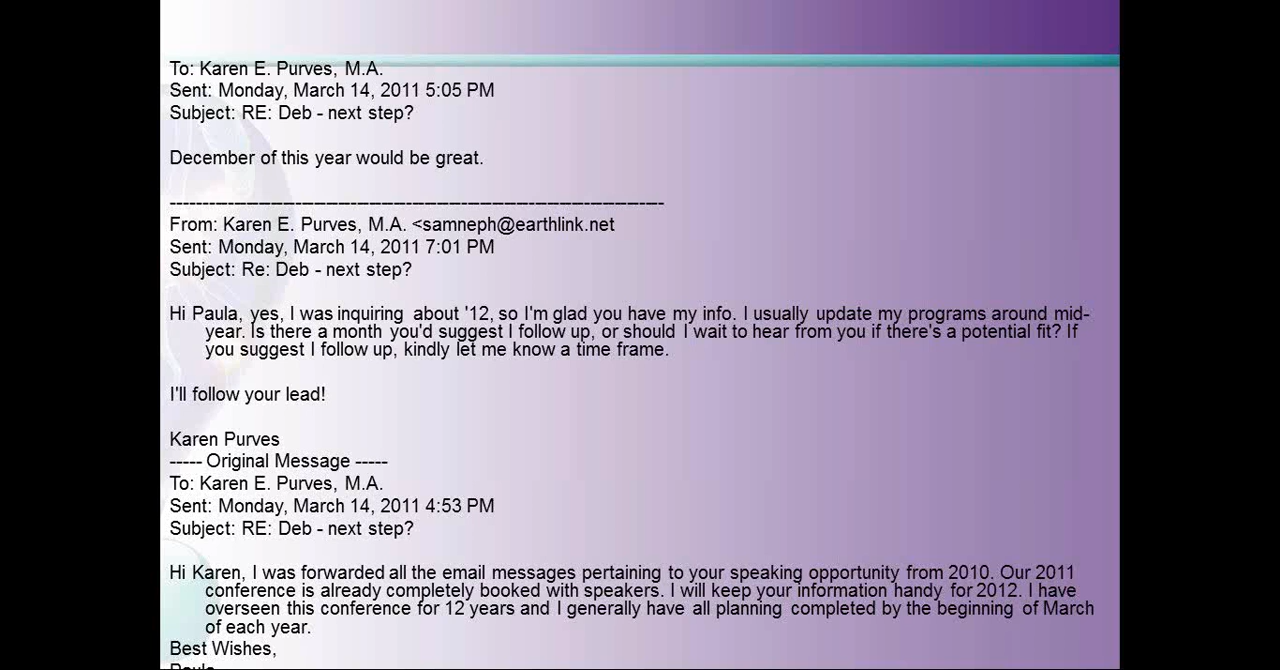 To: Karen E. Purves, M.A.
Sent: Monday, March 14, 2011 5:05 PM
Subject: RE: Deb - next step?
December of this year would be great.
------------------------------------------------------------------------------------
From: Karen E. Purves, M.A. <samneph@earthlink.net
Sent: Monday, March 14, 2011 7:01 PM
Subject: Re: Deb - next step?
Hi Paula, yes, I was inquiring about '12, so I'm glad you have my info. I usually update my programs around mid-
year. Is there a month you'd suggest I follow up, or should I wait to hear from you if there's a potential fit? If
you suggest I follow up, kindly let me know a time frame.
I'll follow your lead!
Karen Purves
----- Original Message -----
To: Karen E. Purves, M.A.
Sent: Monday, March 14, 2011 4:53 PM
Subject: RE: Deb - next step?
Hi Karen, I was forwarded all the email messages pertaining to your speaking opportunity from 2010. Our 2011
conference is already completely booked with speakers. I will keep your information handy for 2012. I have
overseen this conference for 12 years and I generally have all planning completed by the beginning of March
of each year.
Best Wishes,
Paula